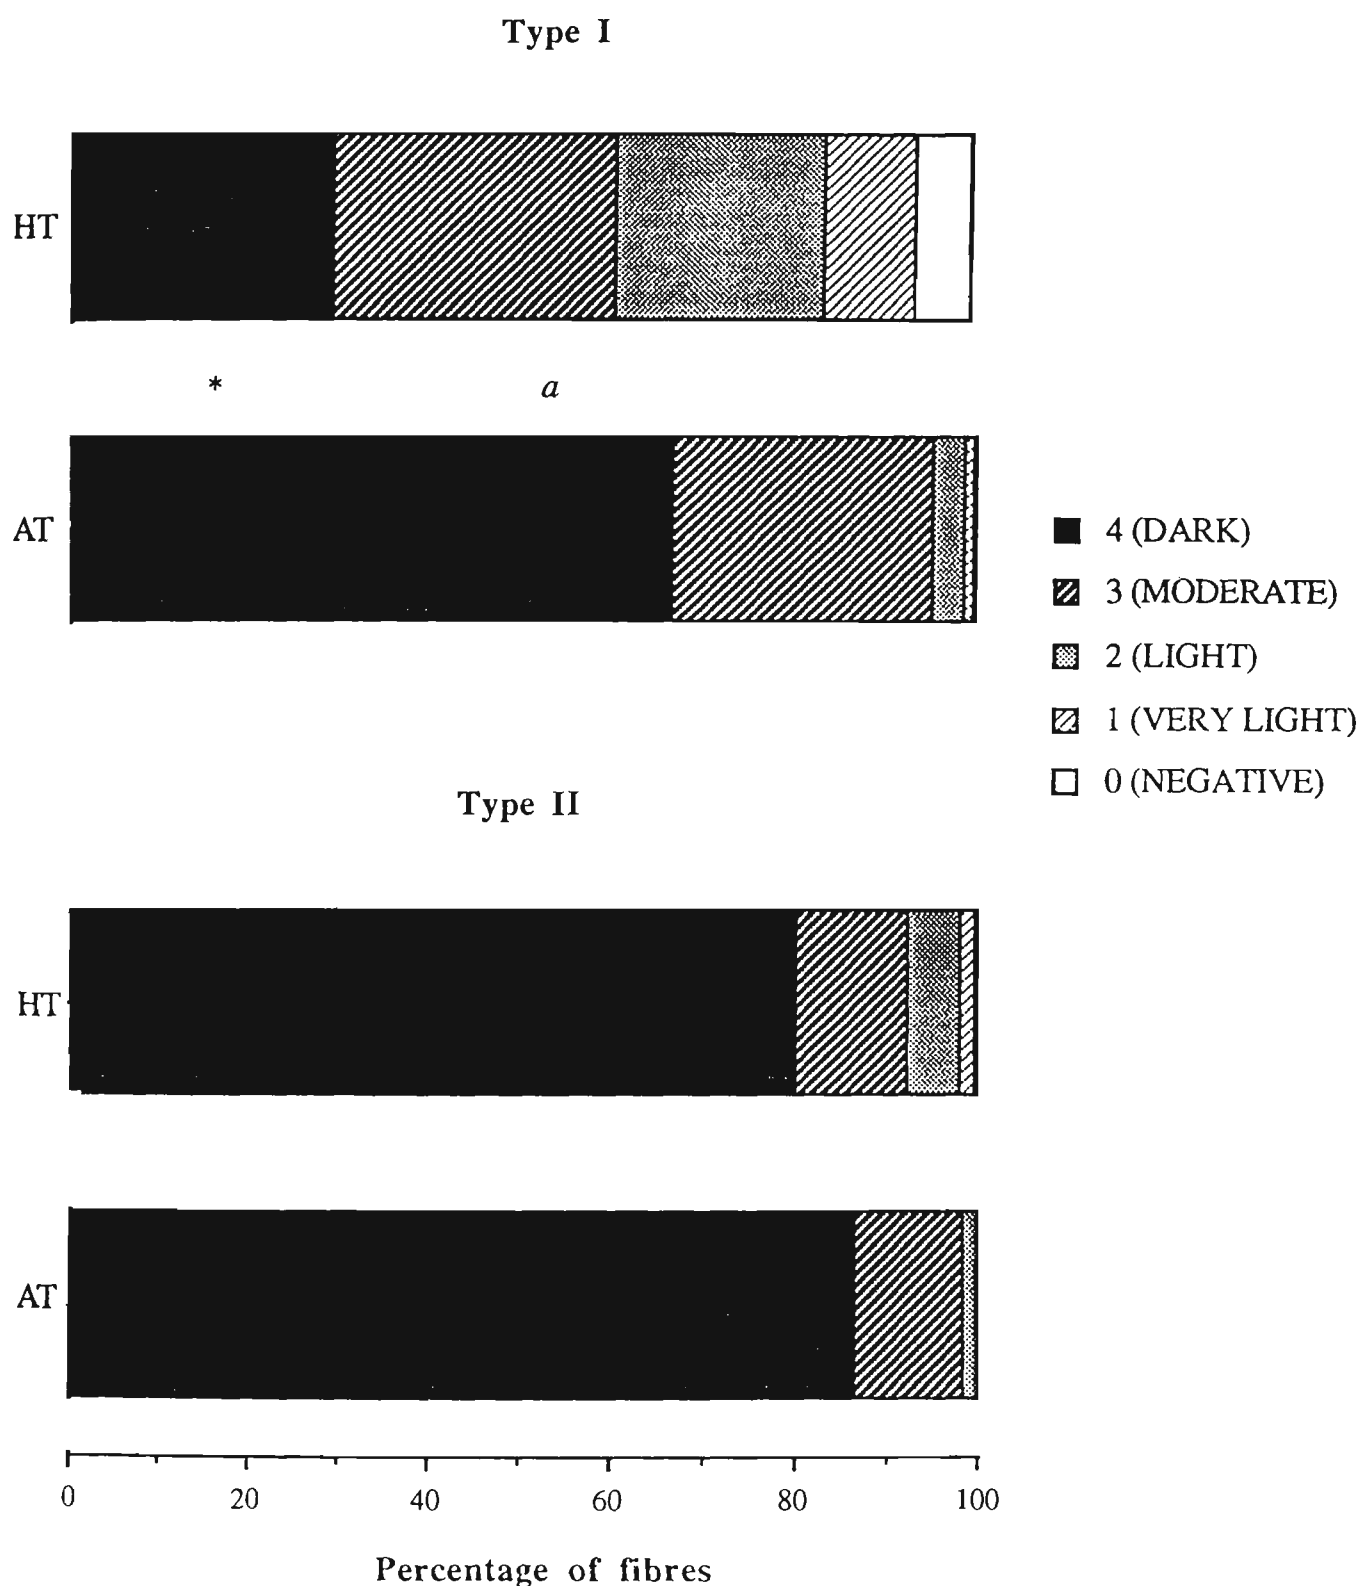 Type I
HT
* a
AT
4 (DARK)
3 (MODERATE)
2 (LIGHT)
1 (VERY LIGHT)
0 (NEGATIVE)
Type II
HT
AT
0 20 40 60 80 100
Percentage of fibres